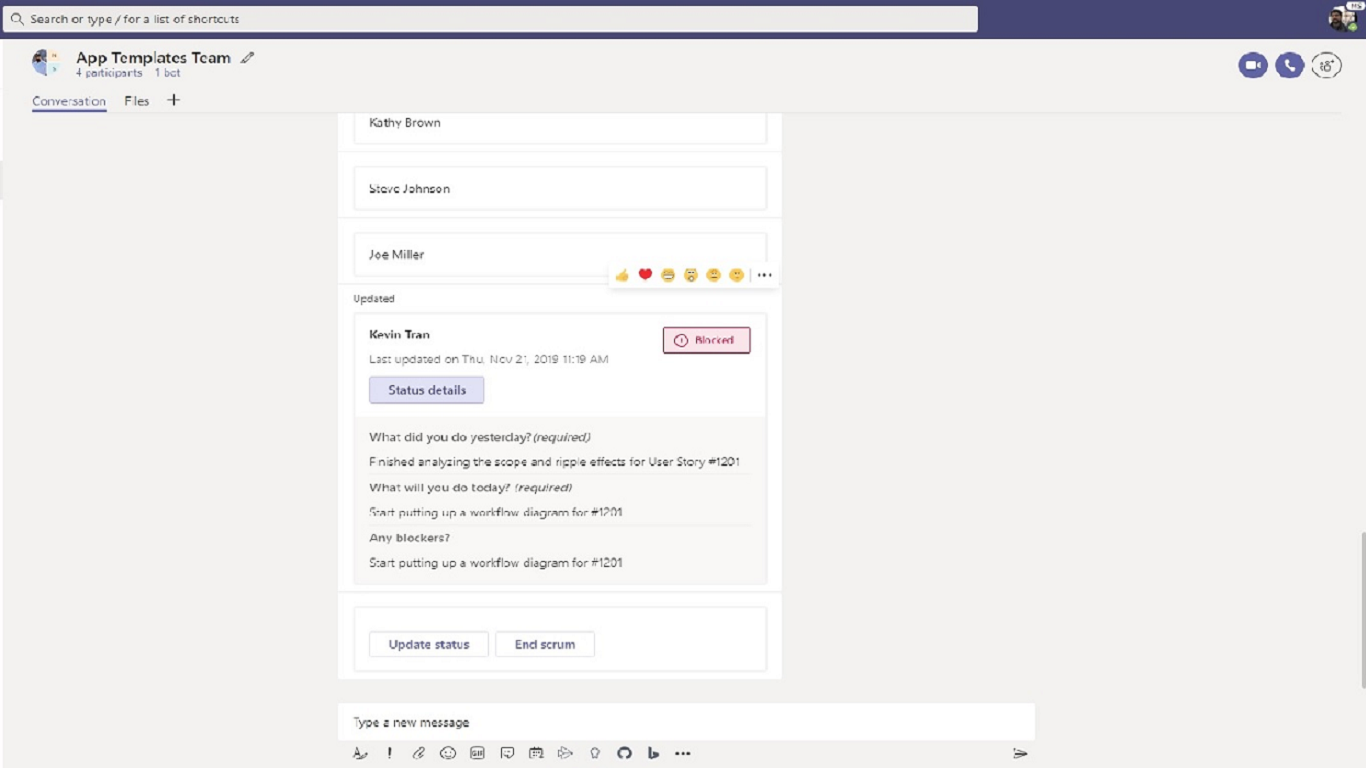 Search or type / for a list of shortcuts
App Templates Team
4 participants 1 bot
Conversation Files
Kathy Brown
Steve Johnson
Joe Miller
Updated
Kevin Tran
Blocked
Last updated on Thu, Nov 21, 2019 11:19 AM
Status details
What did you do yesterday? (required)
Finished analyzing the scope and ripple effects for User Story #1201
What will you do today? (required)
Start putting up a workflow diagram for #1201
Any blockers?
Start putting up a workflow diagram for #1201
Update status End scrum
Type a new message
GIF